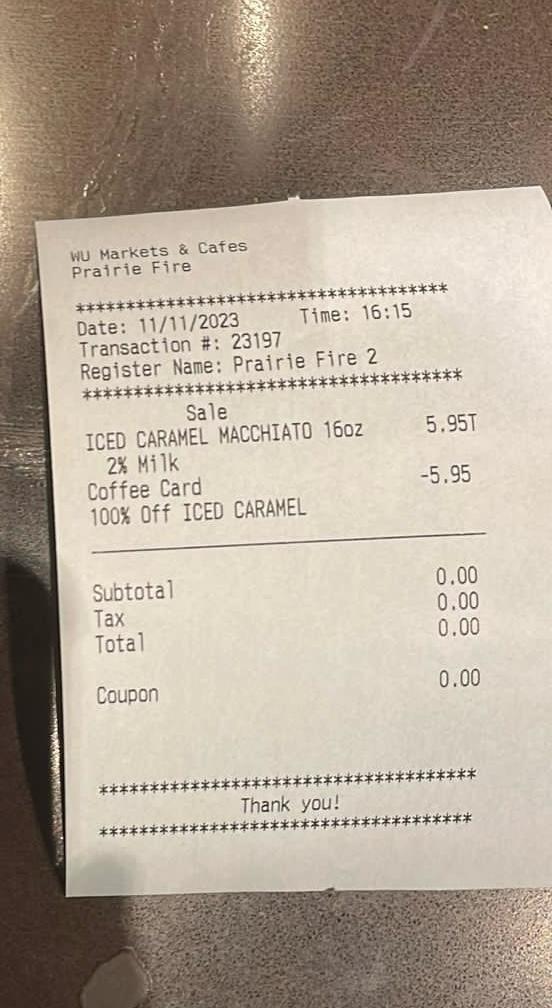 WU Markets & Cafes
Prairie Fire
*************************************
Date: 11/11/2023 Time: 16:15
Transaction #: 23197
Register Name: Prairie Fire 2
*************************************
Sale
ICED CARAMEL MACCHIATO 16oz 5.95T
2% Milk
Coffee Card -5.95
100% Off ICED CARAMEL
Subtotal 0.00
Tax 0.00
Total 0.00
Coupon 0.00
*************************************
Thank you!
*************************************